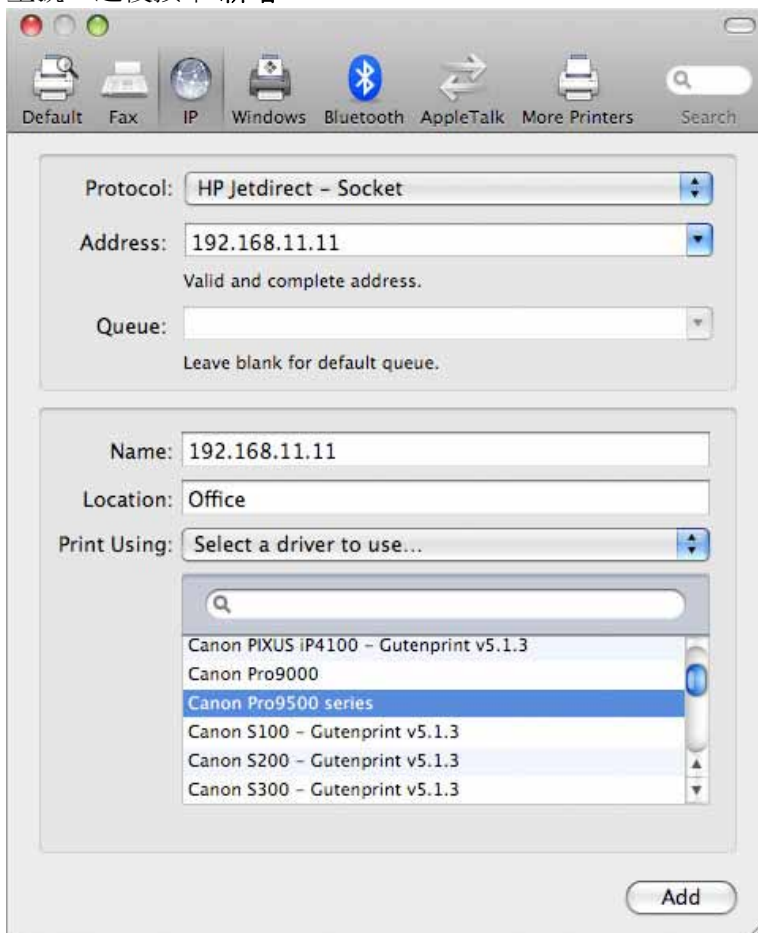 Default Fax IP Windows Bluetooth AppleTalk More Printers Search
Protocol: HP Jetdirect – Socket
Address: 192.168.11.11
Valid and complete address.
Queue:
Leave blank for default queue.
Name: 192.168.11.11
Location: Office
Print Using: Select a driver to use...
Canon PIXUS iP4100 – Gutenprint v5.1.3
Canon Pro9000
Canon Pro9500 series
Canon S100 – Gutenprint v5.1.3
Canon S200 – Gutenprint v5.1.3
Canon S300 – Gutenprint v5.1.3
Add